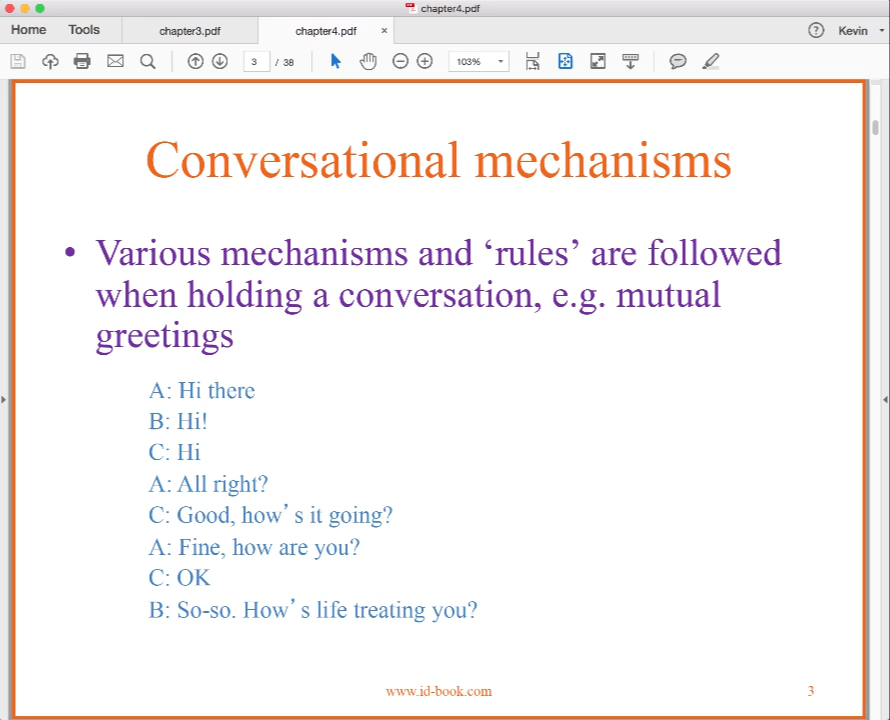 chapter4.pdf
Home Tools chapter3.pdf chapter4.pdf × ? Kevin
3 / 38 103%
Conversational mechanisms
• Various mechanisms and ‘rules’ are followed
when holding a conversation, e.g. mutual
greetings
A: Hi there
B: Hi!
C: Hi
A: All right?
C: Good, how’s it going?
A: Fine, how are you?
C: OK
B: So-so. How’s life treating you?
www.id-book.com 3